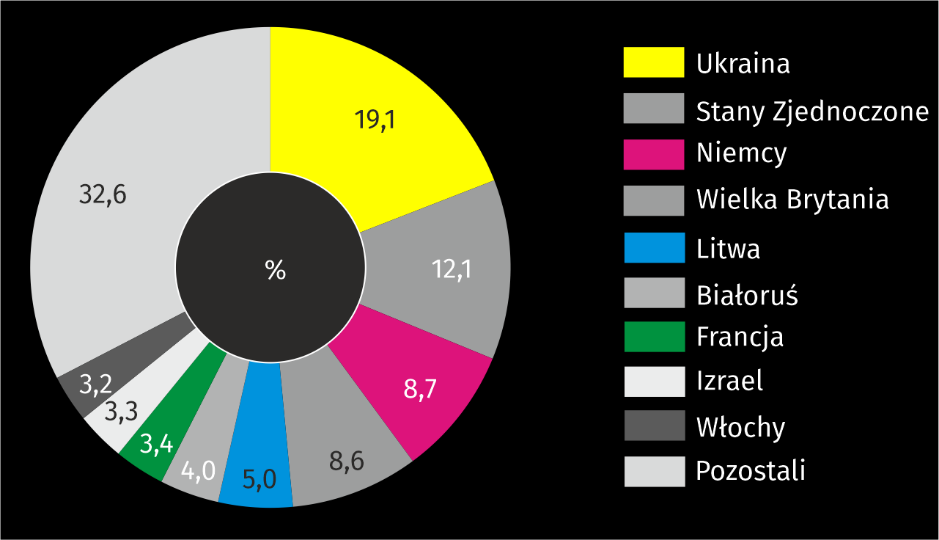 19,1
12,1
8,7
8,6
5,0
4,0
3,4
3,3
3,2
32,6
%
Ukraina
Stany Zjednoczone
Niemcy
Wielka Brytania
Litwa
Białoruś
Francja
Izrael
Włochy
Pozostali